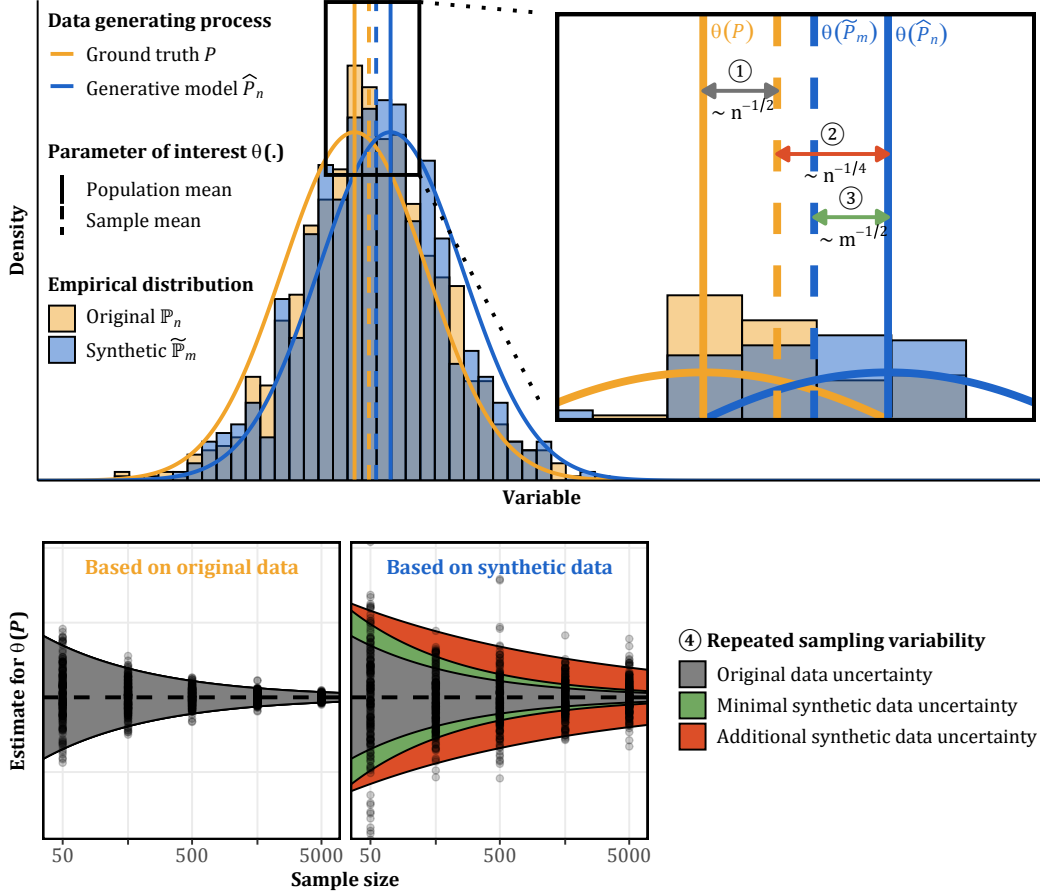 Data generating process
Ground truth P
Generative model P̂ₙ
Parameter of interest θ(.)
Population mean
Sample mean
Empirical distribution
Original ℙₙ
Synthetic ℙ̃ₘ
Density
Variable
θ(P)
θ(P̃ₘ)
θ(P̂ₙ)
①
~ n⁻¹/²
②
~ n⁻¹/⁴
③
~ m⁻¹/²
Based on original data
Based on synthetic data
Estimate for θ(P)
50
500
5000
50
500
5000
Sample size
④ Repeated sampling variability
Original data uncertainty
Minimal synthetic data uncertainty
Additional synthetic data uncertainty